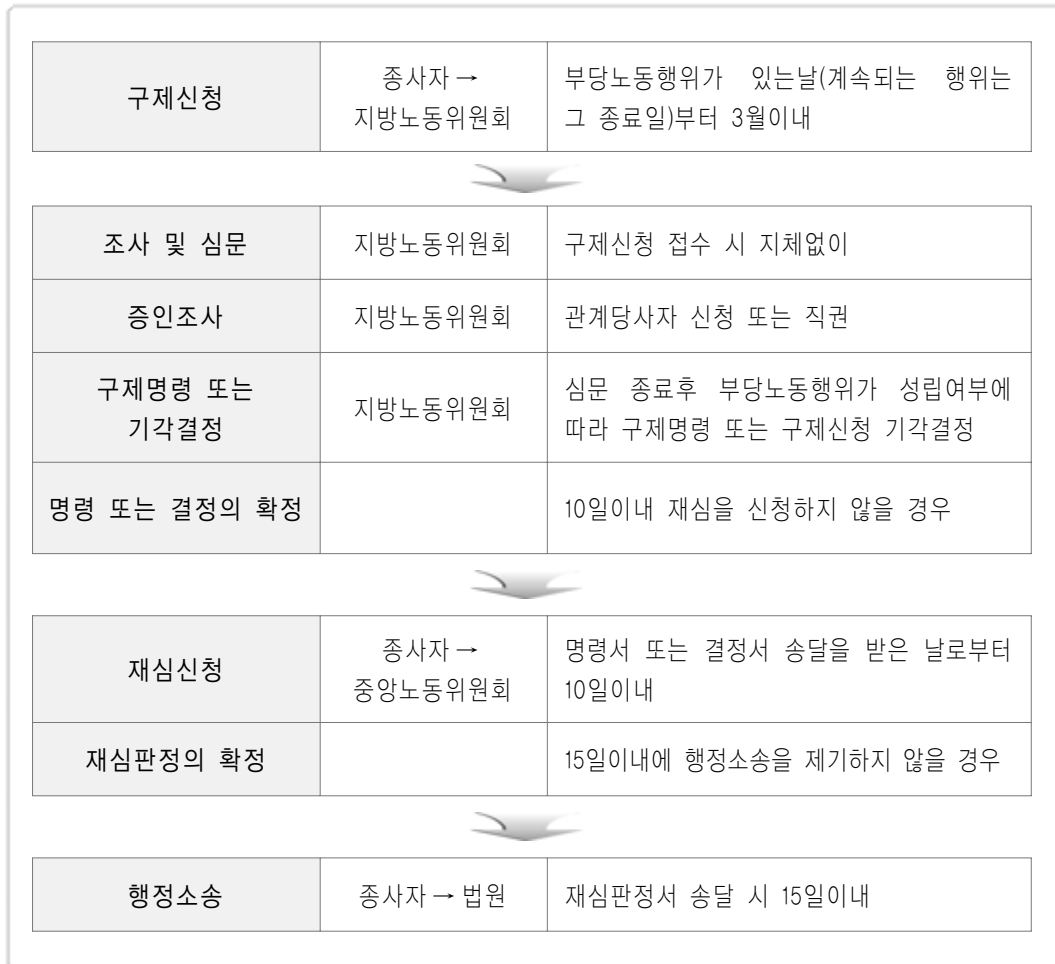 구제신청
종사자 →
지방노동위원회
부당노동행위가 있는날(계속되는 행위는
그 종료일)부터 3월이내
조사 및 심문
지방노동위원회
구제신청 접수 시 지체없이
증인조사
지방노동위원회
관계당사자 신청 또는 직권
구제명령 또는
기각결정
지방노동위원회
심문 종료후 부당노동행위가 성립여부에
따라 구제명령 또는 구제신청 기각결정
명령 또는 결정의 확정
10일이내 재심을 신청하지 않을 경우
재심신청
종사자 →
중앙노동위원회
명령서 또는 결정서 송달을 받은 날로부터
10일이내
재심판정의 확정
15일이내에 행정소송을 제기하지 않을 경우
행정소송
종사자 → 법원
재심판정서 송달 시 15일이내